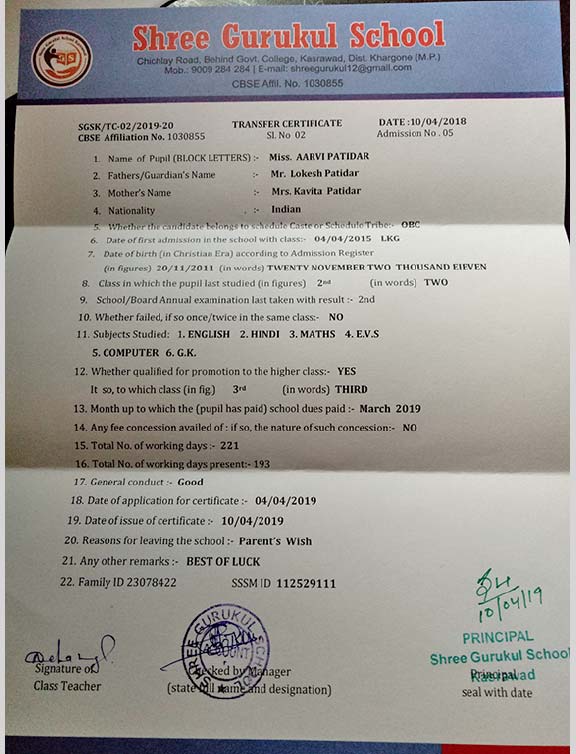 Shree Gurukul School
Chichlay Road, Behind Govt. College, Kasrawad, Dist. Khargone (M.P.)
Mob.: 9009 284 284 | E-mail: shreegurukul12@gmail.com
CBSE Affil. No. 1030855
SGSK/TC-02/2019-20 TRANSFER CERTIFICATE DATE :10/04/2018
CBSE Affiliation No. 1030855 Sl. No 02 Admission No . 05
1. Name of Pupil (BLOCK LETTERS) :- Miss. AARVI PATIDAR
2. Fathers/Guardian's Name :- Mr. Lokesh Patidar
3. Mother's Name :- Mrs. Kavita Patidar
4. Nationality . :- Indian
5. Whether the candidate belongs to schedule Caste or Schedule Tribe:- OBC
6. Date of first admission in the school with class:- 04/04/2015 LKG
7. Date of birth (in Christian Era) according to Admission Register
(in figures) 20/11/2011 (in words) TWENTY NOVEMBER TWO THOUSAND ELEVEN
8. Class in which the pupil last studied (in figures) 2nd (in words) TWO
9. School/Board Annual examination last taken with result :- 2nd
10. Whether failed, if so once/twice in the same class:- NO
11. Subjects Studied: 1. ENGLISH 2. HINDI 3. MATHS 4. E.V.S
5. COMPUTER 6. G.K.
12. Whether qualified for promotion to the higher class:- YES
It so, to which class (in fig.) 3rd (in words) THIRD
13. Month up to which the (pupil has paid) school dues paid :- March 2019
14. Any fee concession availed of : if so, the nature of such concession:- NO
15. Total No. of working days :- 221
16. Total No. of working days present:- 193
17. General conduct :- Good
18. Date of application for certificate :- 04/04/2019
19. Date of issue of certificate :- 10/04/2019
20. Reasons for leaving the school :- Parent's Wish
21. Any other remarks :- BEST OF LUCK
22. Family ID 23078422 SSSM ID 112529111
10/04/19
SHREE GURUKUL SCHOOL
PRINCIPAL
Shree Gurukul School
Kasrawad
Signature of Checked by Manager Principal
Class Teacher (state full name and designation) seal with date